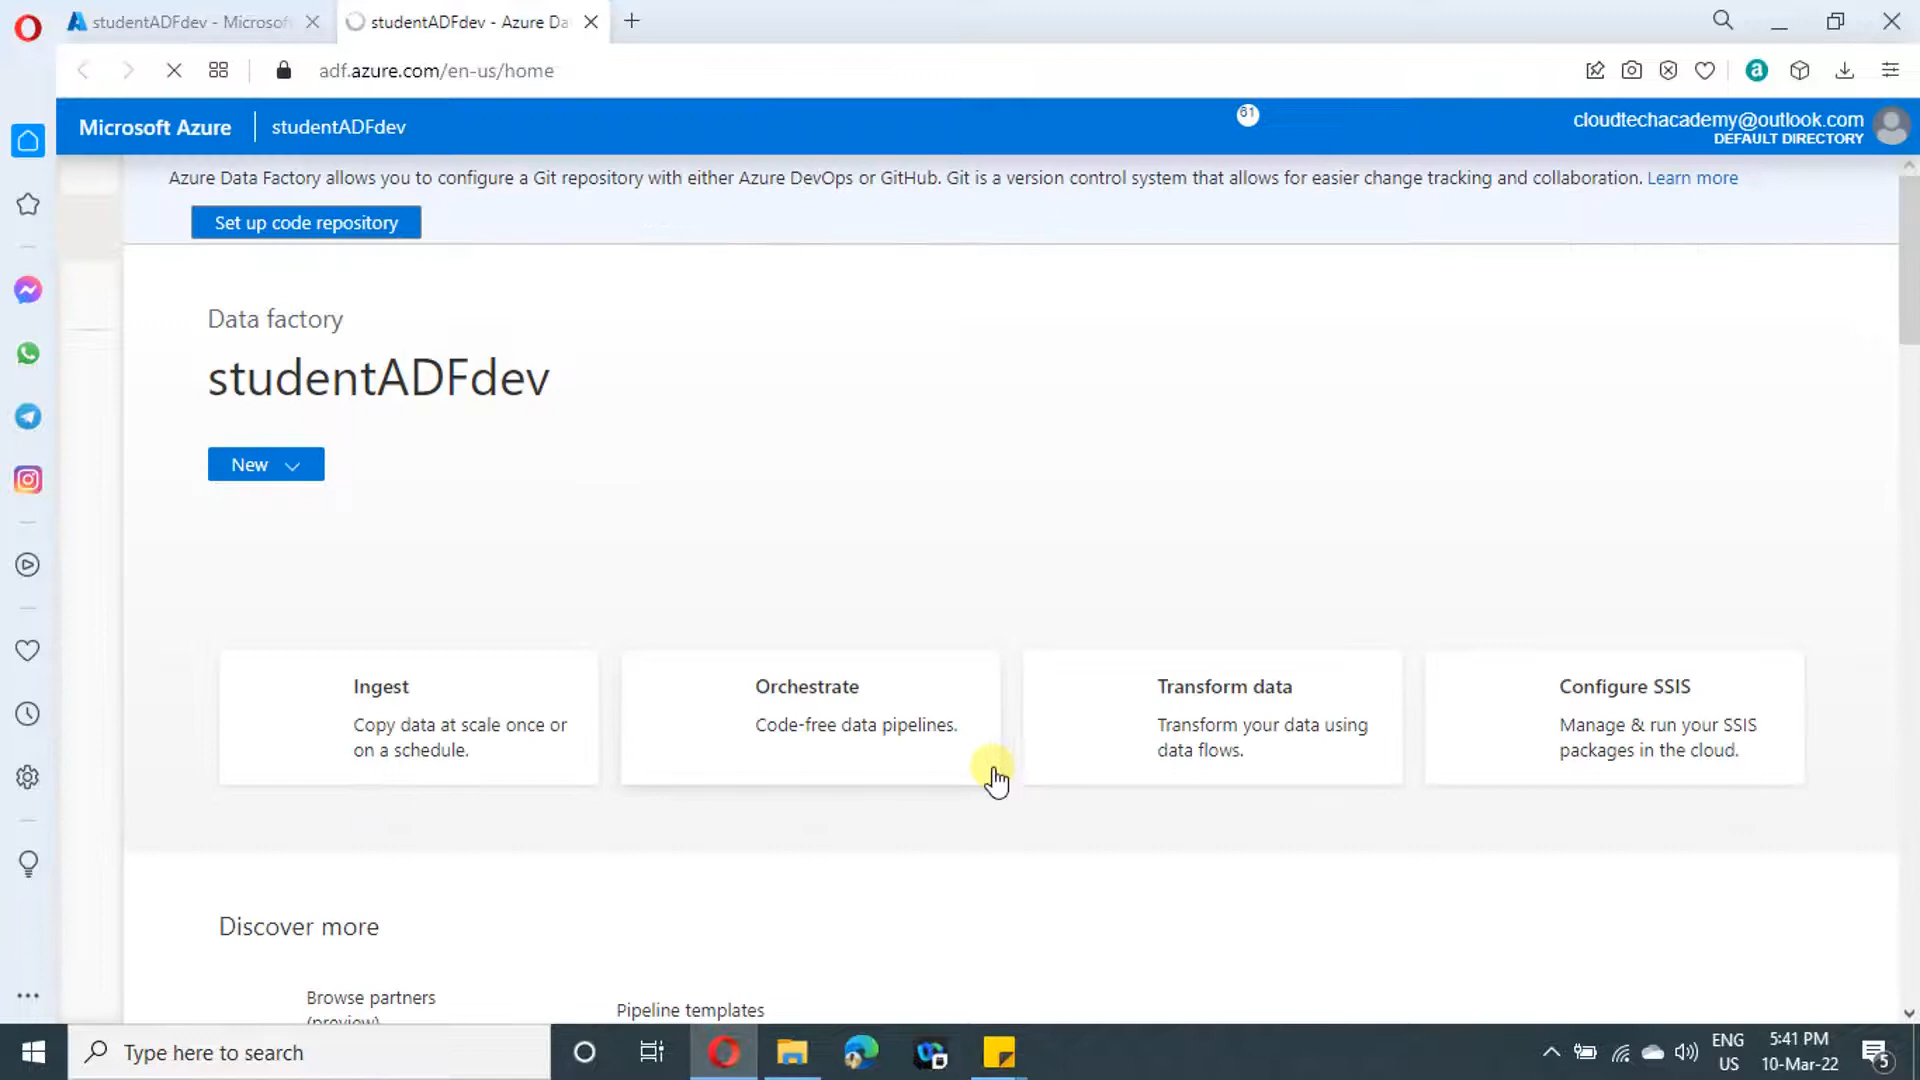 studentADFdev - Microsoft
studentADFdev - Azure Da
adf.azure.com/en-us/home
Microsoft Azure
studentADFdev
61
cloudtechacademy@outlook.com
DEFAULT DIRECTORY
Azure Data Factory allows you to configure a Git repository with either Azure DevOps or GitHub. Git is a version control system that allows for easier change tracking and collaboration. Learn more
Set up code repository
Data factory
studentADFdev
New
Ingest
Copy data at scale once or
on a schedule.
Orchestrate
Code-free data pipelines.
Transform data
Transform your data using
data flows.
Configure SSIS
Manage & run your SSIS
packages in the cloud.
Discover more
Browse partners
(preview)
Pipeline templates
Type here to search
ENG
US
5:41 PM
10-Mar-22
5